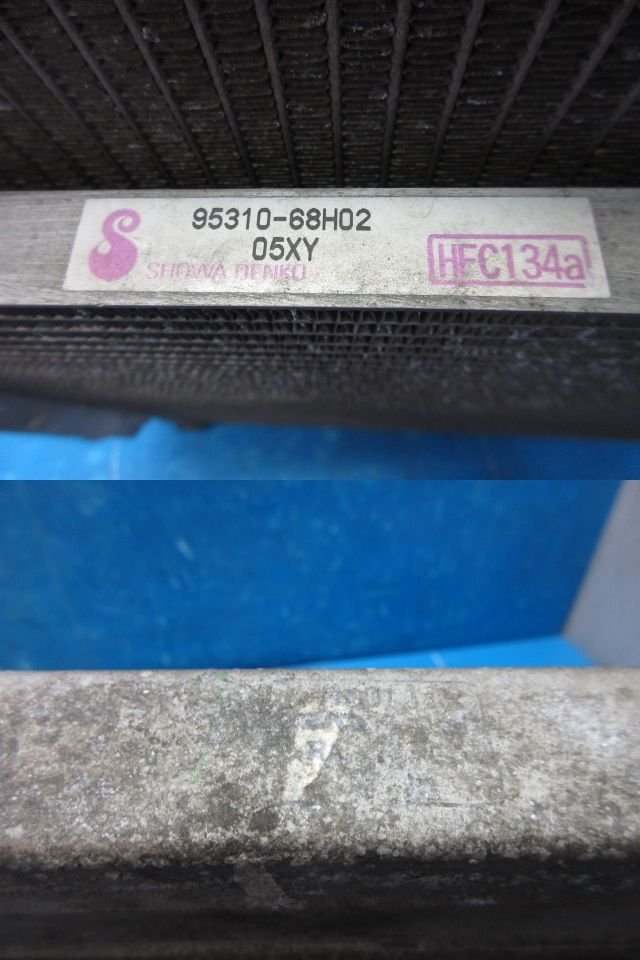 95310-68H02
05XY
SHOWA DENKO
HFC134a